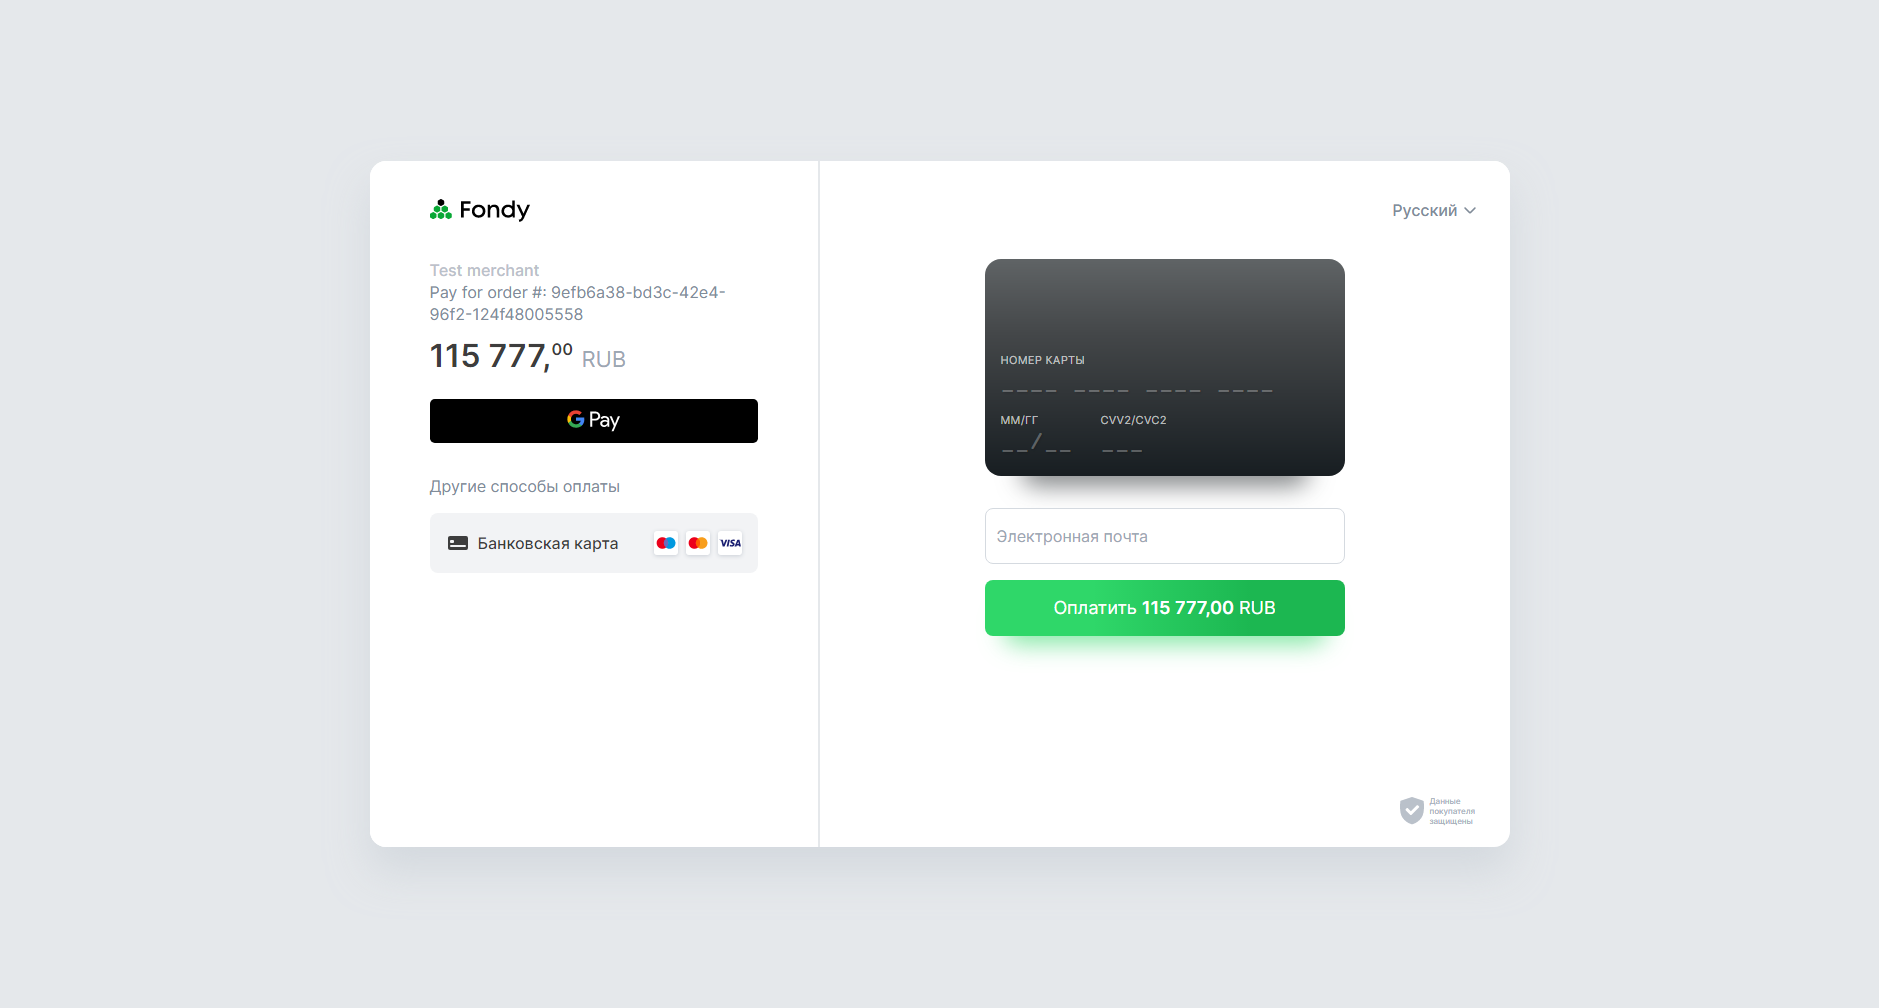 Fondy
Test merchant
Pay for order #: 9efb6a38-bd3c-42e4-
96f2-124f48005558
115 777,00 RUB
G Pay
Другие способы оплаты
Банковская карта
VISA
Русский
НОМЕР КАРТЫ
____ ____ ____ ____
ММ/ГГ CVV2/CVC2
__/__ ___
Электронная почта
Оплатить 115 777,00 RUB
Данные
покупателя
защищены